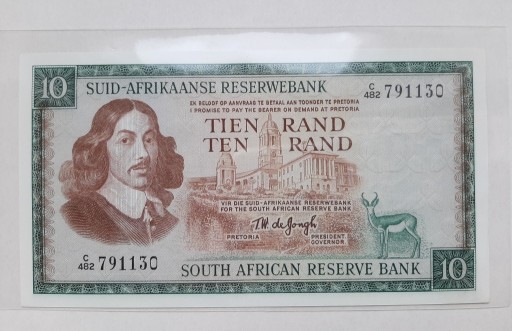 10 SUID-AFRIKAANSE RESERWEBANK C/482 791130
EN BELOOF OP AANVRAAG TE BETAAL AAN TOONDER TE PRETORIA
I PROMISE TO PAY THE BEARER ON DEMAND AT PRETORIA
TIEN RAND
TEN RAND
VIR DIE SUID-AFRIKAANSE RESERWEBANK
FOR THE SOUTH AFRICAN RESERVE BANK
T.W. de Jongh
PRETORIA PRESIDENT
GOVERNOR
C/482 791130
SOUTH AFRICAN RESERVE BANK 10